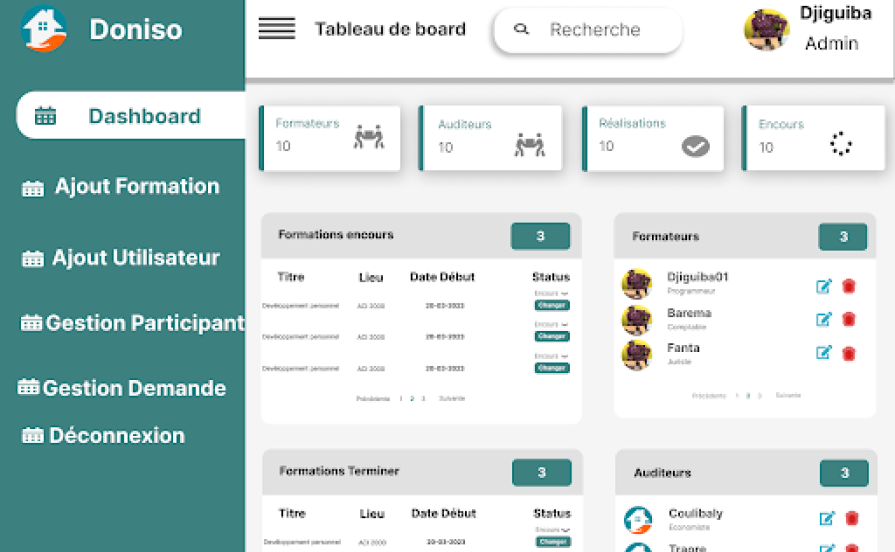 Doniso
Tableau de board
Recherche
Djiguiba
Admin
Dashboard
Ajout Formation
Ajout Utilisateur
Gestion Participant
Gestion Demande
Déconnexion
Formateurs
10
Auditeurs
10
Réalisations
10
Encours
10
Formations encours 3
Titre Lieu Date Début Status
Encours
Développement personnel ACI 2000 20-03-2023 Changer
Encours
Développement personnel ACI 2000 20-03-2023 Changer
Encours
Développement personnel ACI 2000 20-03-2023 Changer
Précédente 1 2 3 Suivante
Formateurs 3
Djiguiba01
Programmeur
Barema
Comptable
Fanta
Juriste
Précédente 1 2 3 Suivante
Formations Terminer 3
Titre Lieu Date Début Status
Encours
Développement personnel ACI 2000 20-03-2023 Changer
Auditeurs 3
Coulibaly
Economiste
Traore